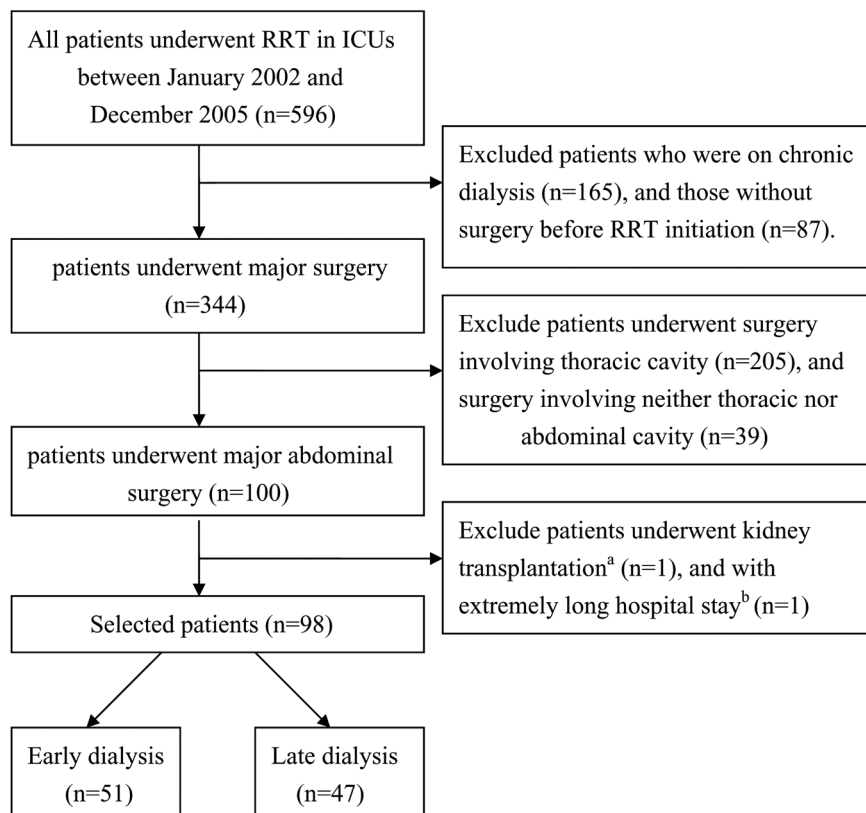 All patients underwent RRT in ICUs
between January 2002 and
December 2005 (n=596)
Excluded patients who were on chronic
dialysis (n=165), and those without
surgery before RRT initiation (n=87).
patients underwent major surgery
(n=344)
Exclude patients underwent surgery
involving thoracic cavity (n=205), and
surgery involving neither thoracic nor
abdominal cavity (n=39)
patients underwent major abdominal
surgery (n=100)
Exclude patients underwent kidney
transplantationᵃ (n=1), and with
extremely long hospital stayᵇ (n=1)
Selected patients (n=98)
Early dialysis
(n=51)
Late dialysis
(n=47)